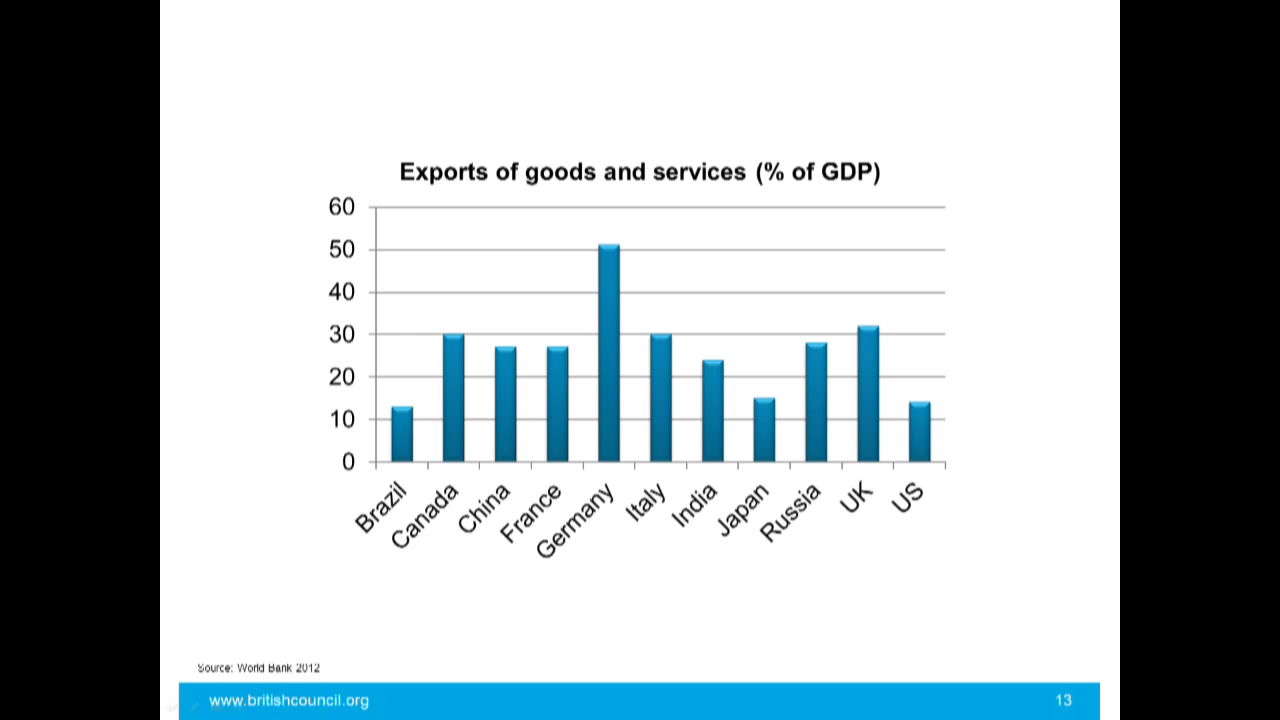 Exports of goods and services (% of GDP)
60
50
40
30
20
10
0
Brazil
Canada
China
France
Germany
Italy
India
Japan
Russia
UK
US
Source: World Bank 2012
www.britishcouncil.org
13